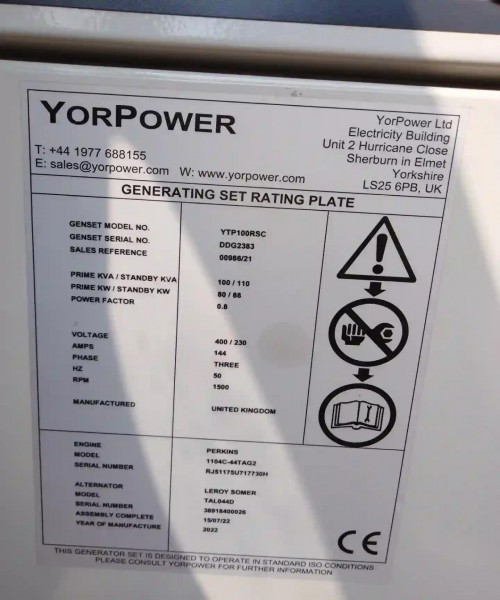 YORPOWER
T: +44 1977 688155
E: sales@yorpower.com W: www.yorpower.com
YorPower Ltd
Electricity Building
Unit 2 Hurricane Close
Sherburn in Elmet
Yorkshire
LS25 6PB, UK
GENERATING SET RATING PLATE
GENSET MODEL NO. YTP100RSC
GENSET SERIAL NO. DDG2383
SALES REFERENCE 00986/21
PRIME KVA / STANDBY KVA 100 / 110
PRIME KW / STANDBY KW 80 / 88
POWER FACTOR 0.8
VOLTAGE 400 / 230
AMPS 144
PHASE THREE
HZ 50
RPM 1500
MANUFACTURED UNITED KINGDOM
ENGINE PERKINS
MODEL 1104C-44TAG2
SERIAL NUMBER RJ51175U717730H
ALTERNATOR LEROY SOMER
MODEL TAL044D
SERIAL NUMBER 38918400026
ASSEMBLY COMPLETE 15/07/22
YEAR OF MANUFACTURE 2022
CE
THIS GENERATOR SET IS DESIGNED TO OPERATE IN STANDARD ISO CONDITIONS
PLEASE CONSULT YORPOWER FOR FURTHER INFORMATION